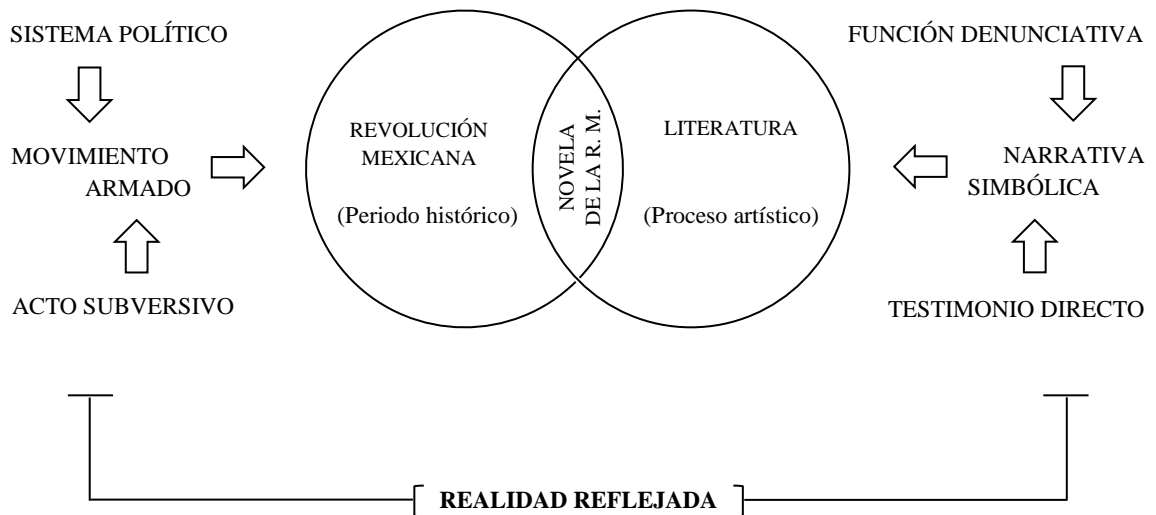 SISTEMA POLÍTICO
MOVIMIENTO
ARMADO
ACTO SUBVERSIVO
REVOLUCIÓN
MEXICANA
(Periodo histórico)
NOVELA
DE LA R. M.
LITERATURA
(Proceso artístico)
FUNCIÓN DENUNCIATIVA
NARRATIVA
SIMBÓLICA
TESTIMONIO DIRECTO
REALIDAD REFLEJADA